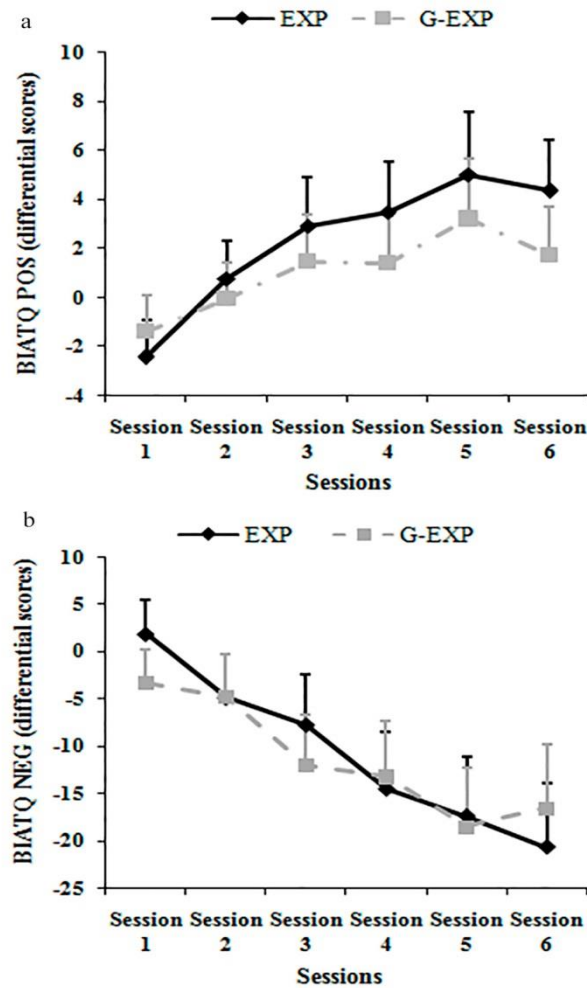 a
EXP G-EXP
10
8
6
4
2
0
-2
-4
BIATQ POS (differential scores)
Session Session Session Session Session Session
1 2 3 4 5 6
Sessions
b
EXP G-EXP
10
5
0
-5
-10
-15
-20
-25
BIATQ NEG (differential scores)
Session Session Session Session Session Session
1 2 3 4 5 6
Sessions